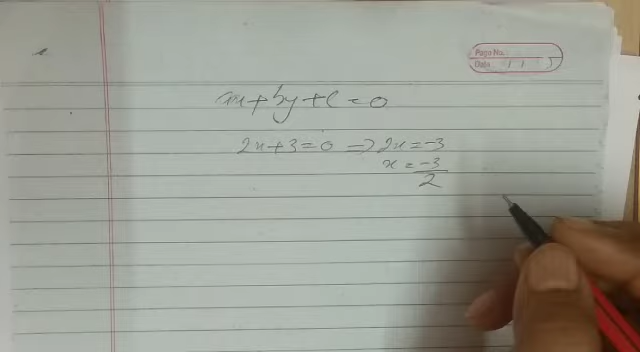 Page No.
Date
ax+by+c=0
2x+3=0 ⇒ 2x=-3
x = -3/2